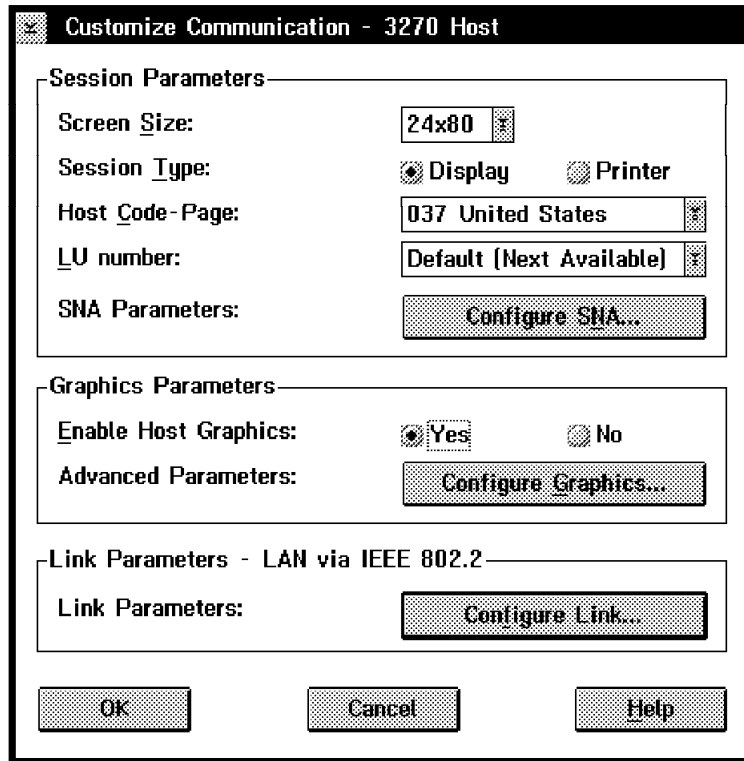 Customize Communication - 3270 Host
Session Parameters
Screen Size: 24x80
Session Type: Display Printer
Host Code-Page: 037 United States
LU number: Default (Next Available)
SNA Parameters: Configure SNA...
Graphics Parameters
Enable Host Graphics: Yes No
Advanced Parameters: Configure Graphics...
Link Parameters - LAN via IEEE 802.2
Link Parameters: Configure Link...
OK Cancel Help